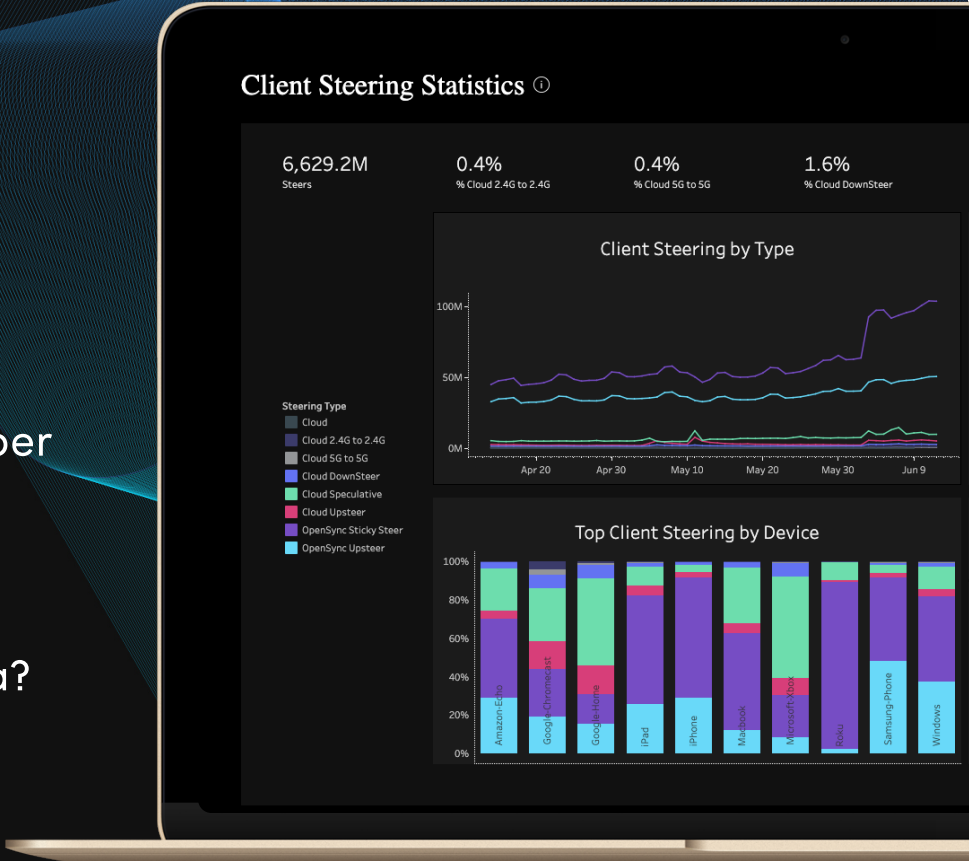 Client Steering Statistics
6,629.2M
Steers
0.4%
% Cloud 2.4G to 2.4G
0.4%
% Cloud 5G to 5G
1.6%
% Cloud DownSteer
Client Steering by Type
100M
50M
0M
Apr 20
Apr 30
May 10
May 20
May 30
Jun 9
Steering Type
Cloud
Cloud 2.4G to 2.4G
Cloud 5G to 5G
Cloud DownSteer
Cloud Speculative
Cloud Upsteer
OpenSync Sticky Steer
OpenSync Upsteer
Top Client Steering by Device
100%
80%
60%
40%
20%
0%
Amazon-Echo
Google-Chromecast
Google-Home
iPad
iPhone
Macbook
Microsoft-Xbox
Roku
Samsung-Phone
Windows